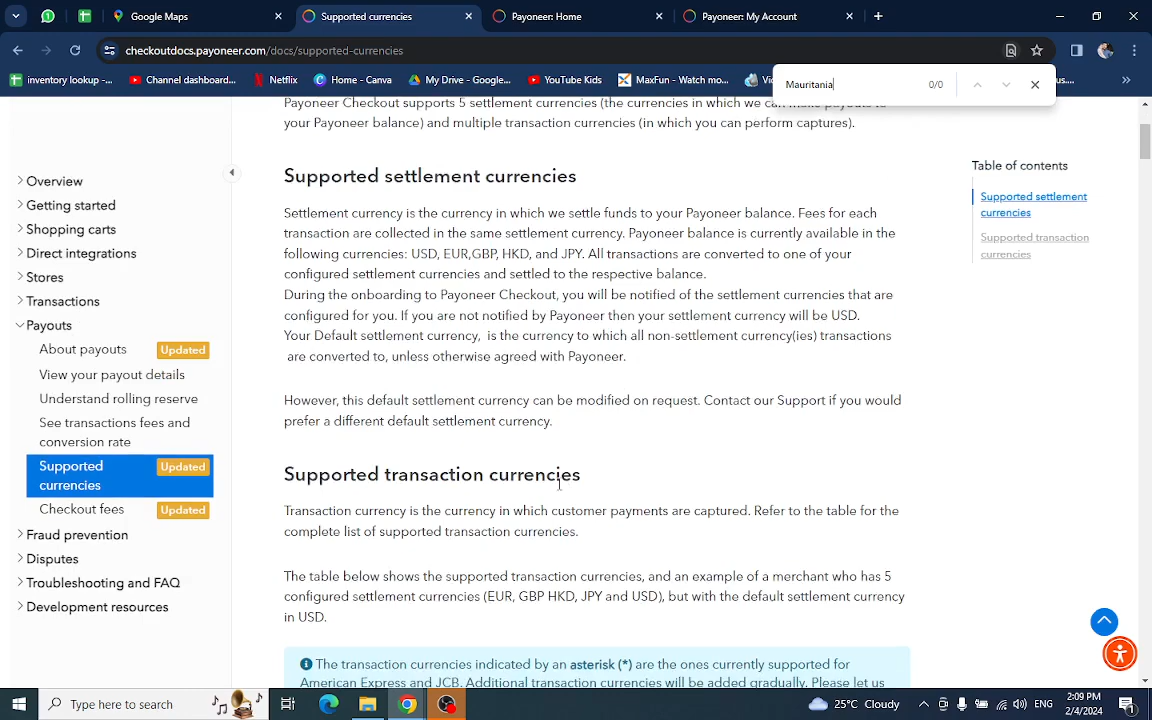 Google Maps
Supported currencies
Payoneer: Home
Payoneer: My Account
checkoutdocs.payoneer.com/docs/supported-currencies
inventory lookup -...
Channel dashboard...
Netflix
Home - Canva
My Drive - Google...
YouTube Kids
MaxFun - Watch mo...
Mauritania
0/0
Payoneer Checkout supports 5 settlement currencies (the currencies in which we can make payouts to
your Payoneer balance) and multiple transaction currencies (in which you can perform captures).
Supported settlement currencies
Settlement currency is the currency in which we settle funds to your Payoneer balance. Fees for each
transaction are collected in the same settlement currency. Payoneer balance is currently available in the
following currencies: USD, EUR,GBP, HKD, and JPY. All transactions are converted to one of your
configured settlement currencies and settled to the respective balance.
During the onboarding to Payoneer Checkout, you will be notified of the settlement currencies that are
configured for you. If you are not notified by Payoneer then your settlement currency will be USD.
Your Default settlement currency, is the currency to which all non-settlement currency(ies) transactions
are converted to, unless otherwise agreed with Payoneer.
However, this default settlement currency can be modified on request. Contact our Support if you would
prefer a different default settlement currency.
Supported transaction currencies
Transaction currency is the currency in which customer payments are captured. Refer to the table for the
complete list of supported transaction currencies.
The table below shows the supported transaction currencies, and an example of a merchant who has 5
configured settlement currencies (EUR, GBP HKD, JPY and USD), but with the default settlement currency
in USD.
The transaction currencies indicated by an asterisk (*) are the ones currently supported for
American Express and JCB. Additional transaction currencies will be added gradually. Please let us
Overview
Getting started
Shopping carts
Direct integrations
Stores
Transactions
Payouts
About payouts Updated
View your payout details
Understand rolling reserve
See transactions fees and
conversion rate
Supported Updated
currencies
Checkout fees Updated
Fraud prevention
Disputes
Troubleshooting and FAQ
Development resources
Table of contents
Supported settlement
currencies
Supported transaction
currencies
Type here to search
25°C Cloudy
ENG
2:09 PM
2/4/2024
1